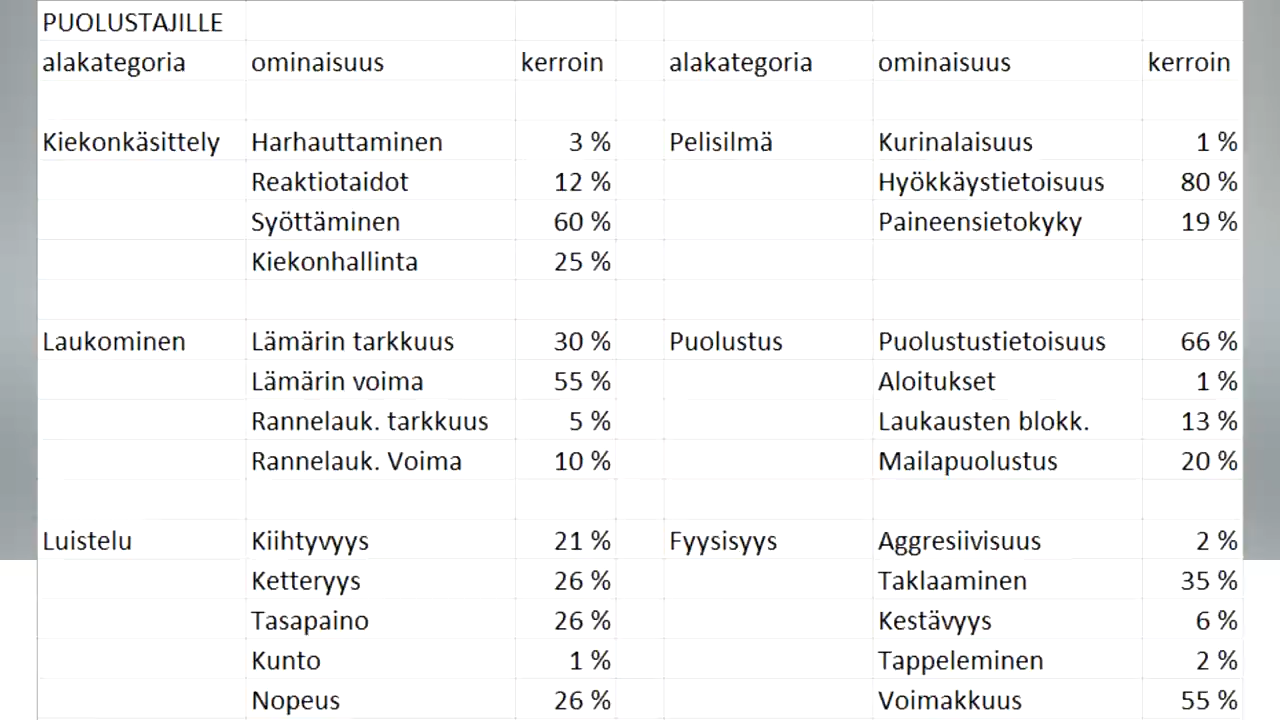 PUOLUSTAJILLE
alakategoria ominaisuus kerroin alakategoria ominaisuus kerroin
Kiekonkäsittely Harhauttaminen 3 % Pelisilmä Kurinalaisuus 1 %
Reaktiotaidot 12 % Hyökkäystietoisuus 80 %
Syöttäminen 60 % Paineensietokyky 19 %
Kiekonhallinta 25 %
Laukominen Lämärin tarkkuus 30 % Puolustus Puolustustietoisuus 66 %
Lämärin voima 55 % Aloitukset 1 %
Rannelauk. tarkkuus 5 % Laukausten blokk. 13 %
Rannelauk. Voima 10 % Mailapuolustus 20 %
Luistelu Kiihtyvyys 21 % Fyysisyys Aggresiivisuus 2 %
Ketteryys 26 % Taklaaminen 35 %
Tasapaino 26 % Kestävyys 6 %
Kunto 1 % Tappeleminen 2 %
Nopeus 26 % Voimakkuus 55 %